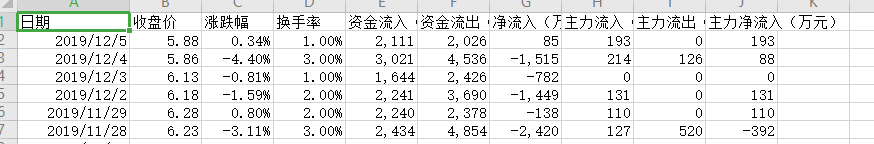 A B C D E F G H I J K
1 日期 收盘价 涨跌幅 换手率 资金流入( 资金流出( 净流入(万 主力流入( 主力流出( 主力净流入(万元)
2 2019/12/5 5.88 0.34% 1.00% 2,111 2,026 85 193 0 193
3 2019/12/4 5.86 -4.40% 3.00% 3,021 4,536 -1,515 214 126 88
4 2019/12/3 6.13 -0.81% 1.00% 1,644 2,426 -782 0 0 0
5 2019/12/2 6.18 -1.59% 2.00% 2,241 3,690 -1,449 131 0 131
6 2019/11/29 6.28 0.80% 2.00% 2,240 2,378 -138 110 0 110
7 2019/11/28 6.23 -3.11% 3.00% 2,434 4,854 -2,420 127 520 -392